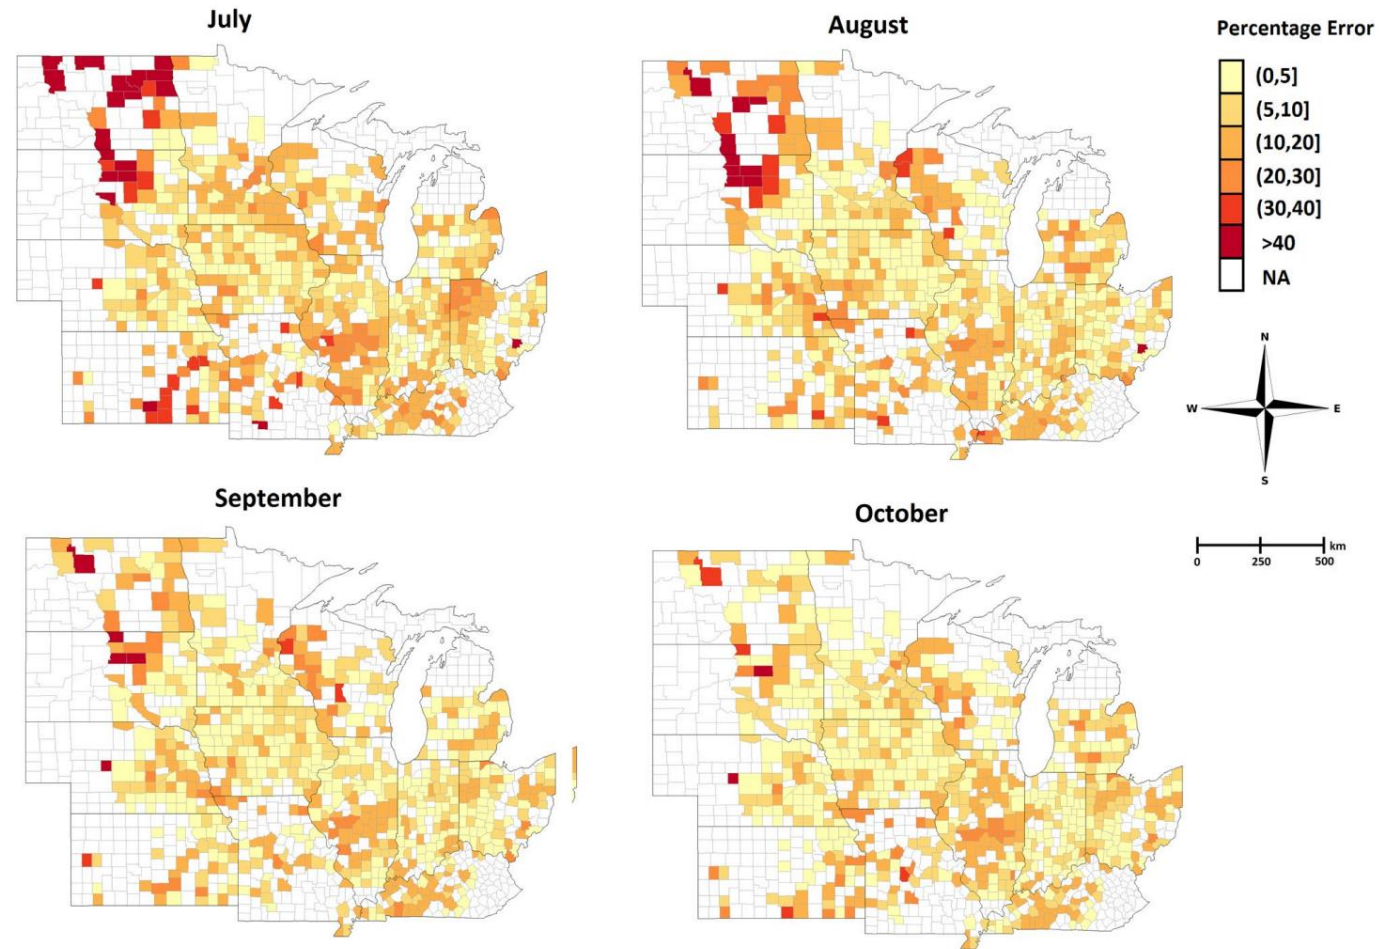 July
August
Percentage Error
(0,5]
(5,10]
(10,20]
(20,30]
(30,40]
>40
NA
N
W
E
S
September
October
km
0
250
500